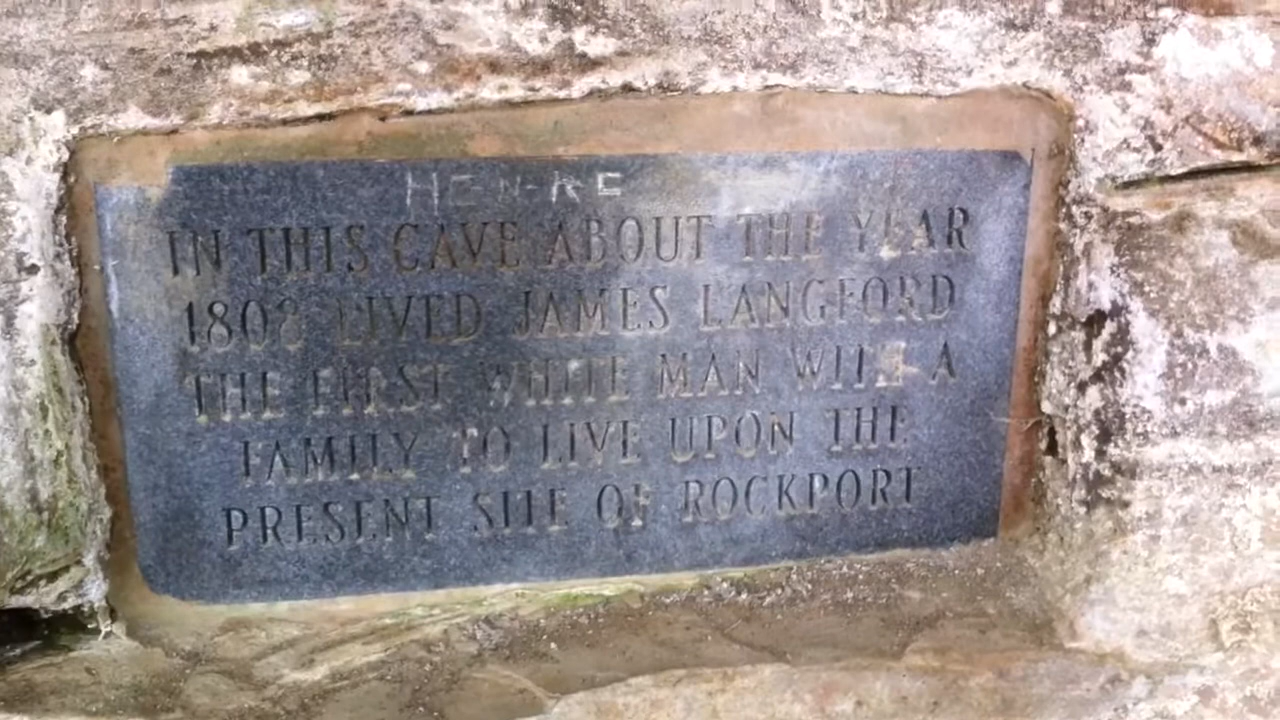 HENRE
IN THIS CAVE ABOUT THE YEAR
1808 LIVED JAMES LANGFORD
THE FIRST WHITE MAN WITH A
FAMILY TO LIVE UPON THE
PRESENT SITE OF ROCKPORT